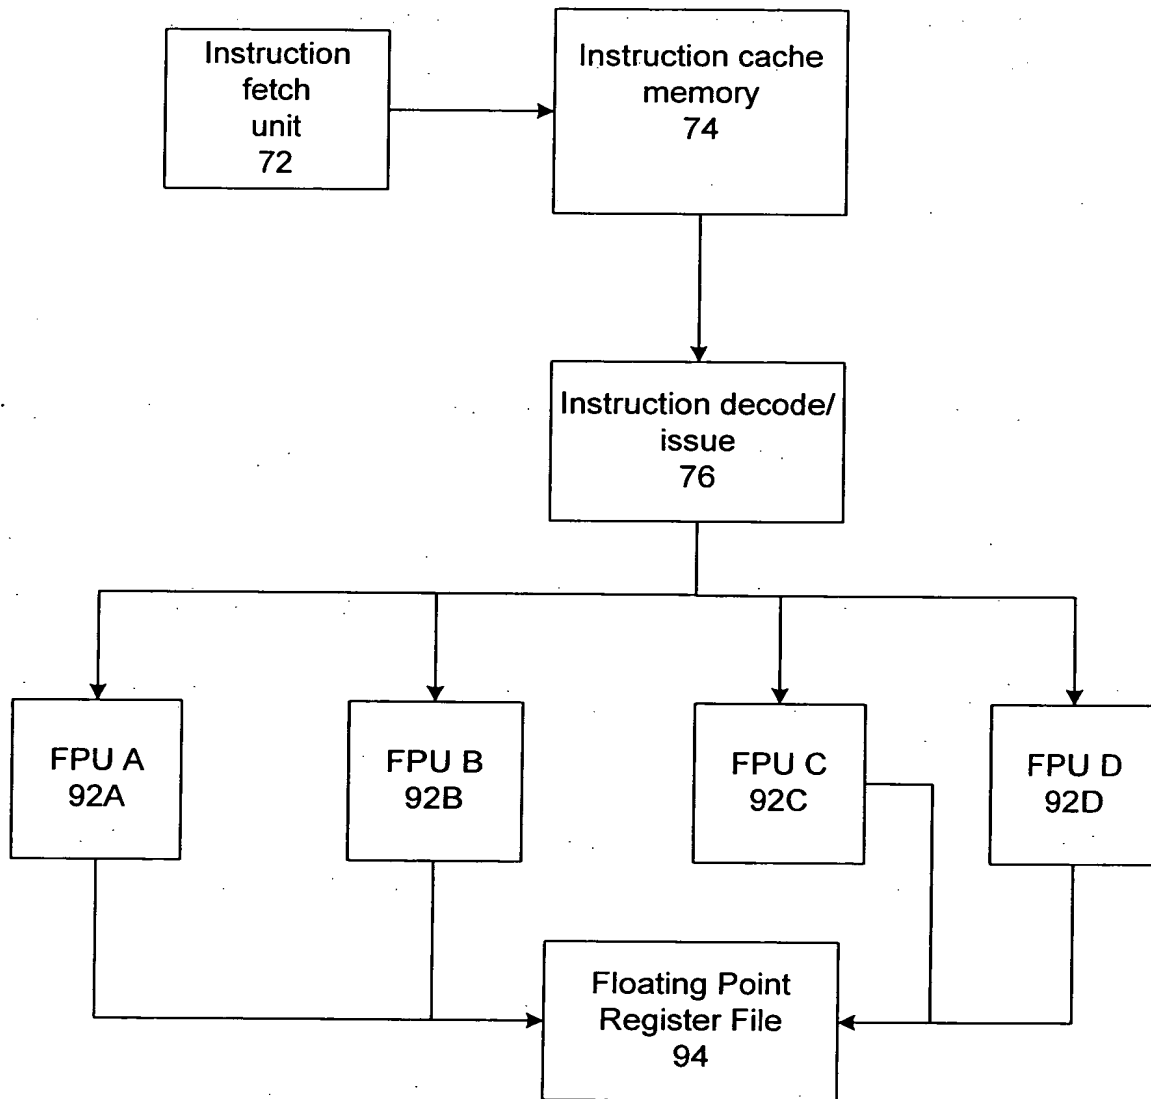 Instruction
fetch
unit
72
Instruction cache
memory
74
Instruction decode/
issue
76
FPU A
92A
FPU B
92B
FPU C
92C
FPU D
92D
Floating Point
Register File
94